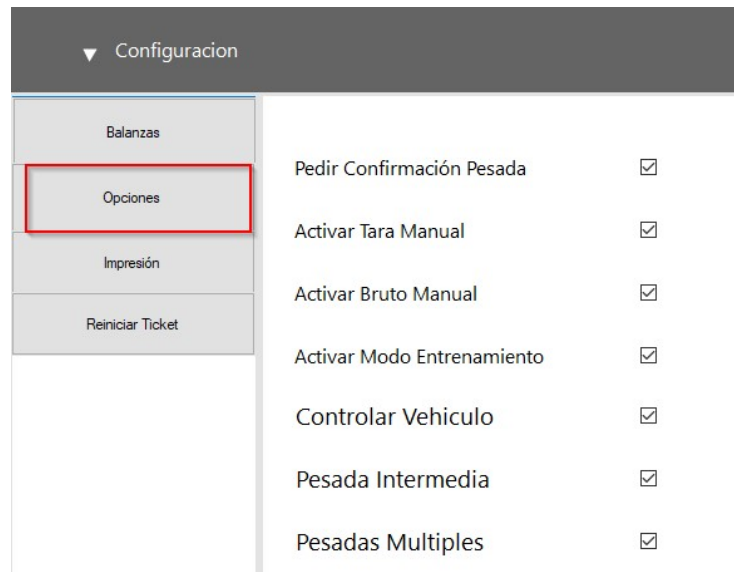 Configuracion
Balanzas
Opciones
Impresión
Reiniciar Ticket
Pedir Confirmación Pesada
Activar Tara Manual
Activar Bruto Manual
Activar Modo Entrenamiento
Controlar Vehiculo
Pesada Intermedia
Pesadas Multiples